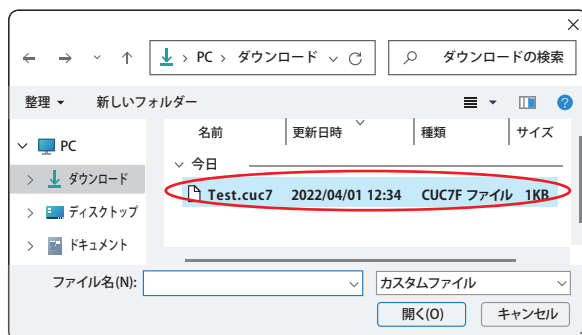 PC ダウンロード ダウンロードの検索
整理 新しいフォルダー ?
名前 更新日時 種類 サイズ
PC
今日
ダウンロード
Test.cuc7 2022/04/01 12:34 CUC7F ファイル 1KB
ディスクトップ
ドキュメント
ファイル名(N): カスタムファイル
開く(O) キャンセル